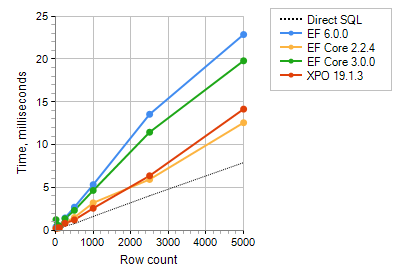 25
20
15
10
5
0
0
1000
2000
3000
4000
5000
Time, milliseconds
Row count
Direct SQL
EF 6.0.0
EF Core 2.2.4
EF Core 3.0.0
XPO 19.1.3